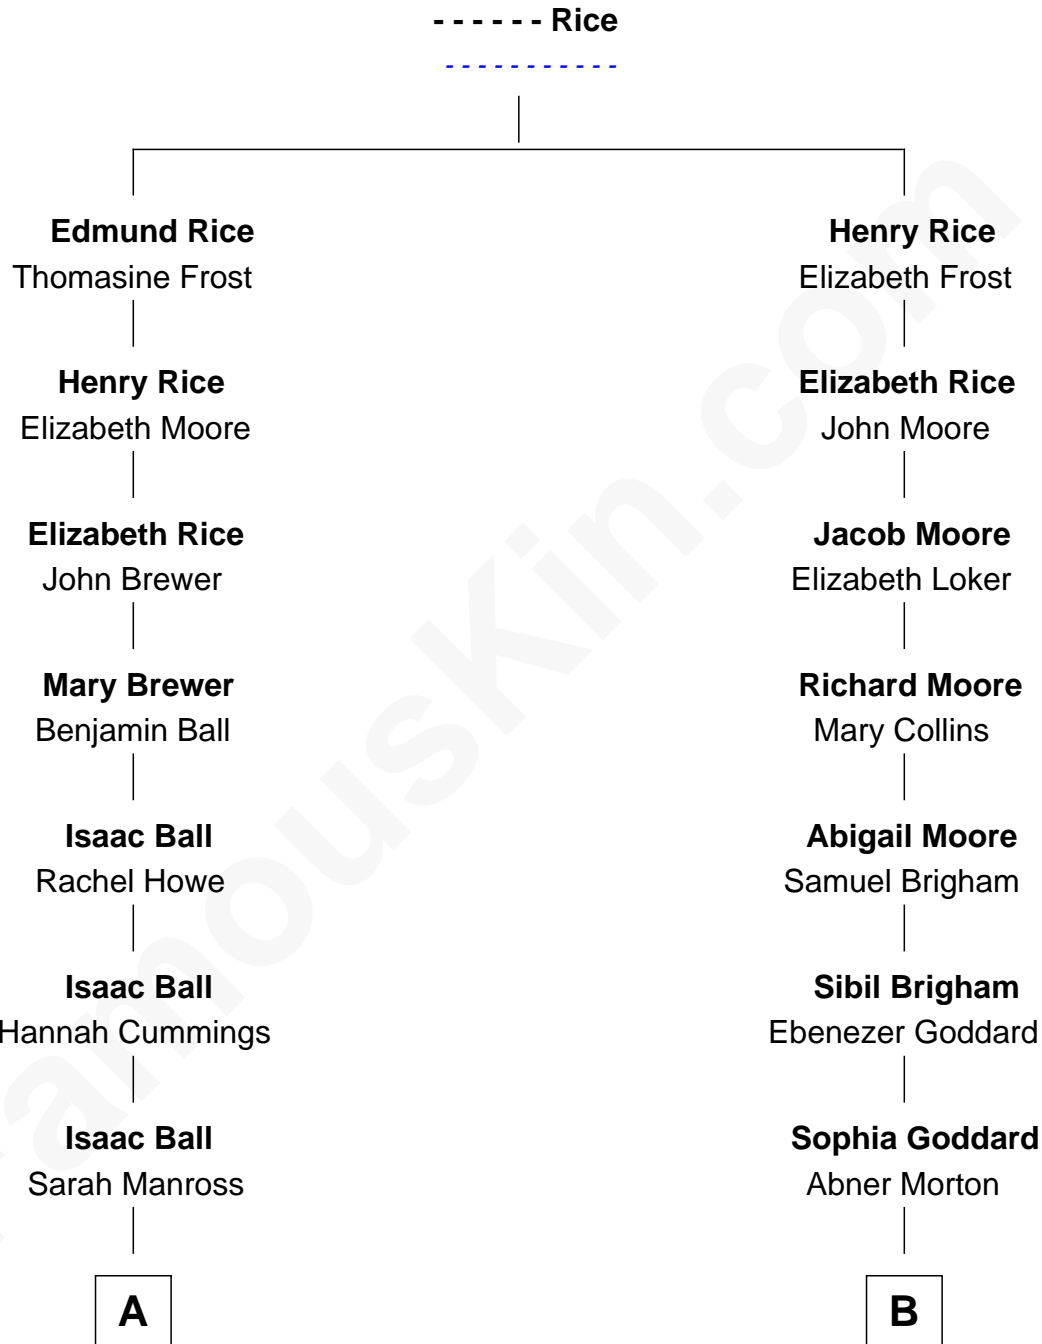 - - - - - - Rice
- - - - - - - - - - -
Edmund Rice
Thomasine Frost
Henry Rice
Elizabeth Frost
Henry Rice
Elizabeth Moore
Elizabeth Rice
John Moore
Elizabeth Rice
John Brewer
Jacob Moore
Elizabeth Loker
Mary Brewer
Benjamin Ball
Richard Moore
Mary Collins
Isaac Ball
Rachel Howe
Abigail Moore
Samuel Brigham
Isaac Ball
Hannah Cummings
Sibil Brigham
Ebenezer Goddard
Isaac Ball
Sarah Manross
Sophia Goddard
Abner Morton
A
B
FamousKin.com